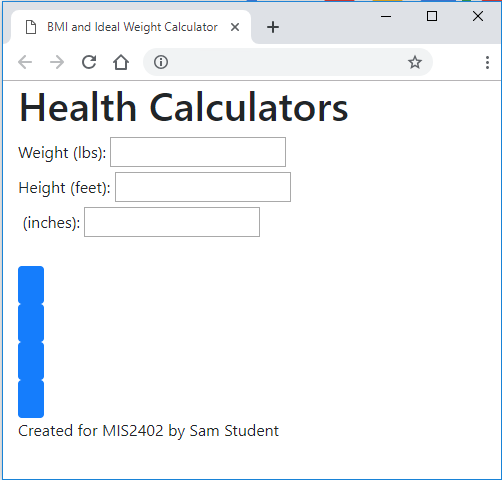 BMI and Ideal Weight Calculator
Health Calculators
Weight (lbs):
Height (feet):
(inches):
Created for MIS2402 by Sam Student